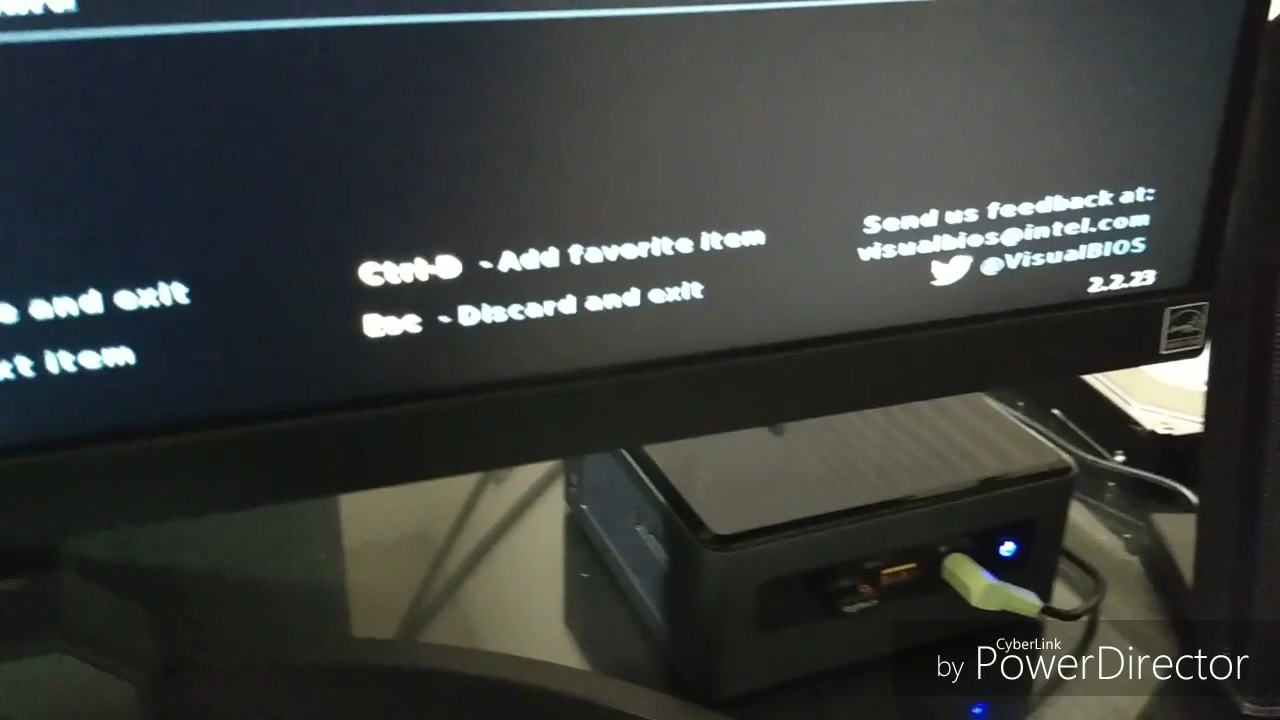 Send us feedback at:
visualbios@intel.com
@VisualBIOS
2.2.23
Ctrl-D - Add favorite item
Esc - Discard and exit
and exit
item
CyberLink
by PowerDirector